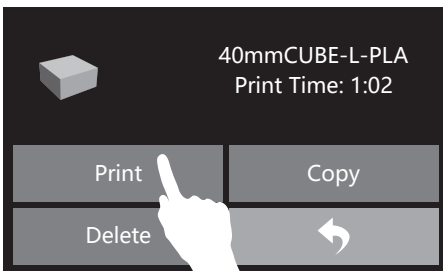 40mmCUBE-L-PLA
Print Time: 1:02
Print
Copy
Delete